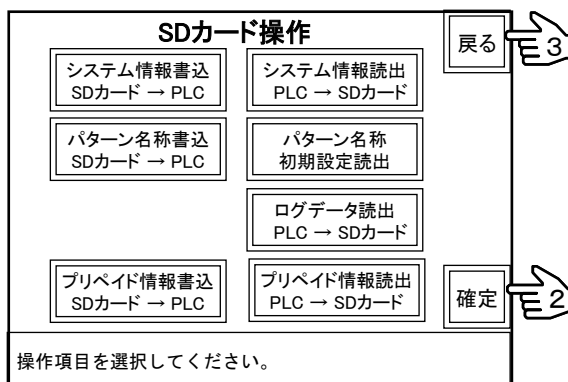 SDカード操作
戻る
3
システム情報書込
SDカード → PLC
システム情報読出
PLC → SDカード
パターン名称書込
SDカード → PLC
パターン名称
初期設定読出
ログデータ読出
PLC → SDカード
プリペイド情報書込
SDカード → PLC
プリペイド情報読出
PLC → SDカード
確定
2
操作項目を選択してください。